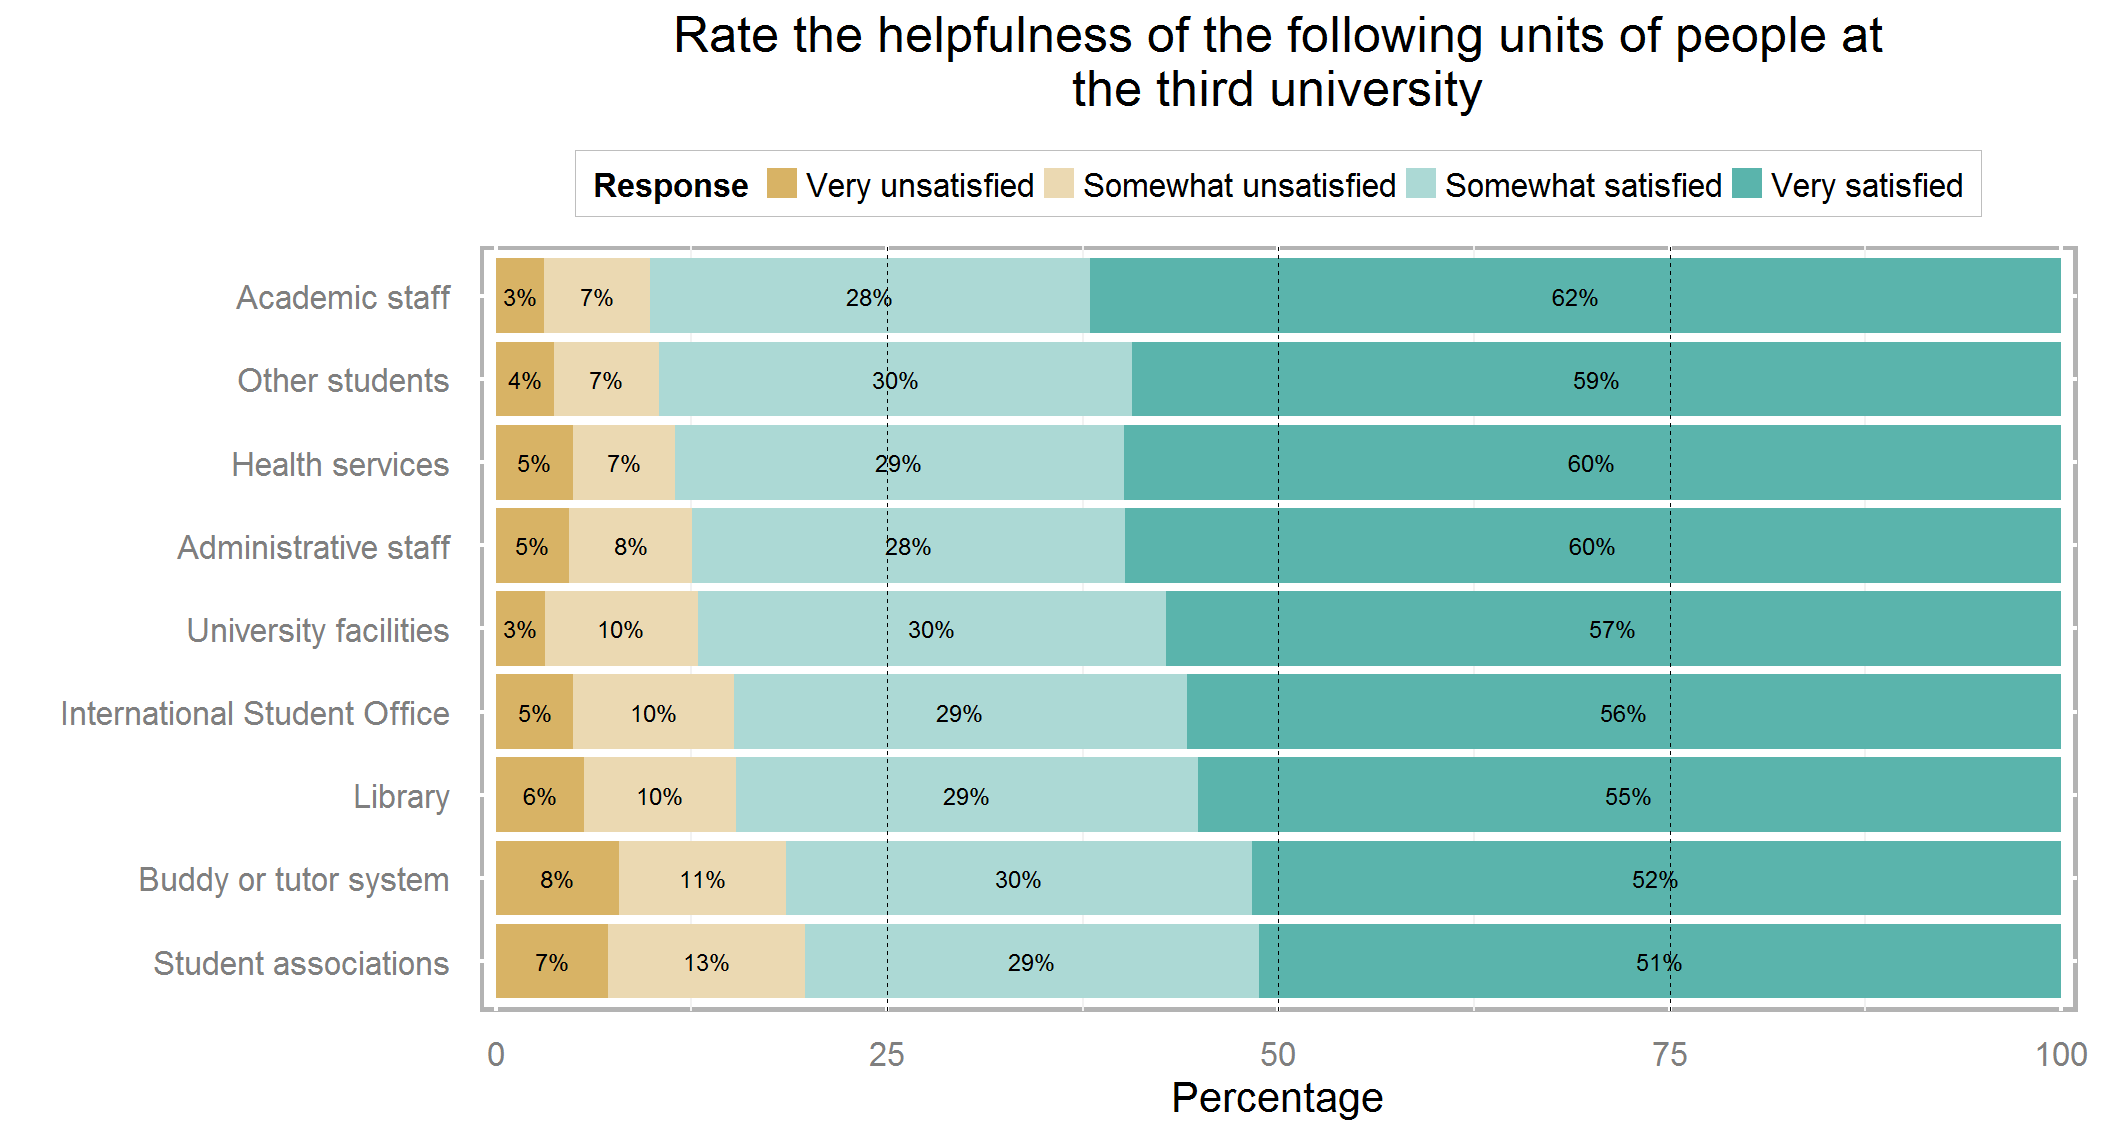 Rate the helpfulness of the following units of people at
the third university
Response Very unsatisfied Somewhat unsatisfied Somewhat satisfied Very satisfied
Academic staff 3% 7% 28% 62%
Other students 4% 7% 30% 59%
Health services 5% 7% 29% 60%
Administrative staff 5% 8% 28% 60%
University facilities 3% 10% 30% 57%
International Student Office 5% 10% 29% 56%
Library 6% 10% 29% 55%
Buddy or tutor system 8% 11% 30% 52%
Student associations 7% 13% 29% 51%
0 25 50 75 100
Percentage